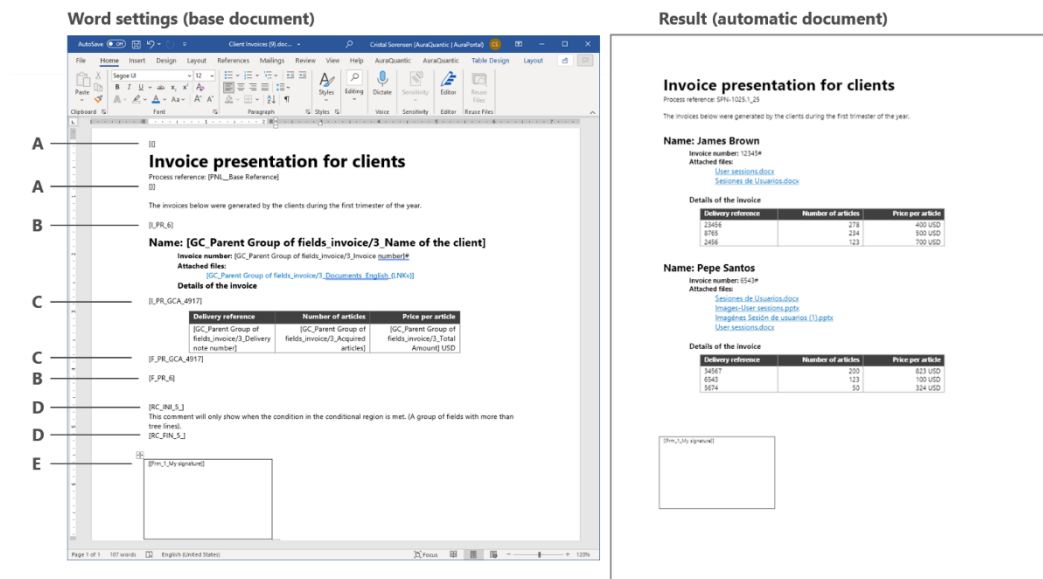 Word settings (base document)
Result (automatic document)
AutoSave Off Client Invoices (9).doc... Cristal Sorensen (AuraQuantic | AuraPortal) CS
File Home Insert Design Layout References Mailings Review View Help AuraQuantic AuraQuantic Table Design Layout
Segoe UI 12
Paste Styles Editing Dictate Sensitivity Editor Reuse Files
Clipboard Font Paragraph Styles Voice Sensitivity Editor Reuse Files
A
Invoice presentation for clients
Process reference: [PNL__Base Reference]
A
The invoices below were generated by the clients during the first trimester of the year.
B [I_PR_6]
Name: [GC_Parent Group of fields_invoice/3_Name of the client]
Invoice number: [GC_Parent Group of fields_invoice/3_Invoice number]#
Attached files:
[GC_Parent Group of fields_invoice/3_Documents_English_(LNKs)]
Details of the invoice
C [I_PR_GCA_4917]
Delivery reference Number of articles Price per article
[GC_Parent Group of [GC_Parent Group of [GC_Parent Group of
fields_invoice/3_Delivery fields_invoice/3_Acquired fields_invoice/3_Total
note number] articles] Amount] USD
C [F_PR_GCA_4917]
B [F_PR_6]
D [RC_INI_5_]
This comment will only show when the condition in the conditional region is met. (A group of fields with more than
tree lines).
D [RC_FIN_5_]
E [[Frm_1_My signature]]
Page 1 of 1 107 words English (United States) Focus 120%
Invoice presentation for clients
Process reference: SPN-1025.1_25
The invoices below were generated by the clients during the first trimester of the year.
Name: James Brown
Invoice number: 12345#
Attached files:
User sessions.docx
Sesiones de Usuarios.docx
Details of the invoice
Delivery reference Number of articles Price per article
23456 278 400 USD
8765 234 500 USD
2456 123 700 USD
Name: Pepe Santos
Invoice number: 6543#
Attached files:
Sesiones de Usuarios.docx
Images-User sessions.pptx
Imagénes Sesión de usuarios (1).pptx
User sessions.docx
Details of the invoice
Delivery reference Number of articles Price per article
34567 200 823 USD
6543 123 100 USD
5674 50 324 USD
[[Frm_1_My signature]]